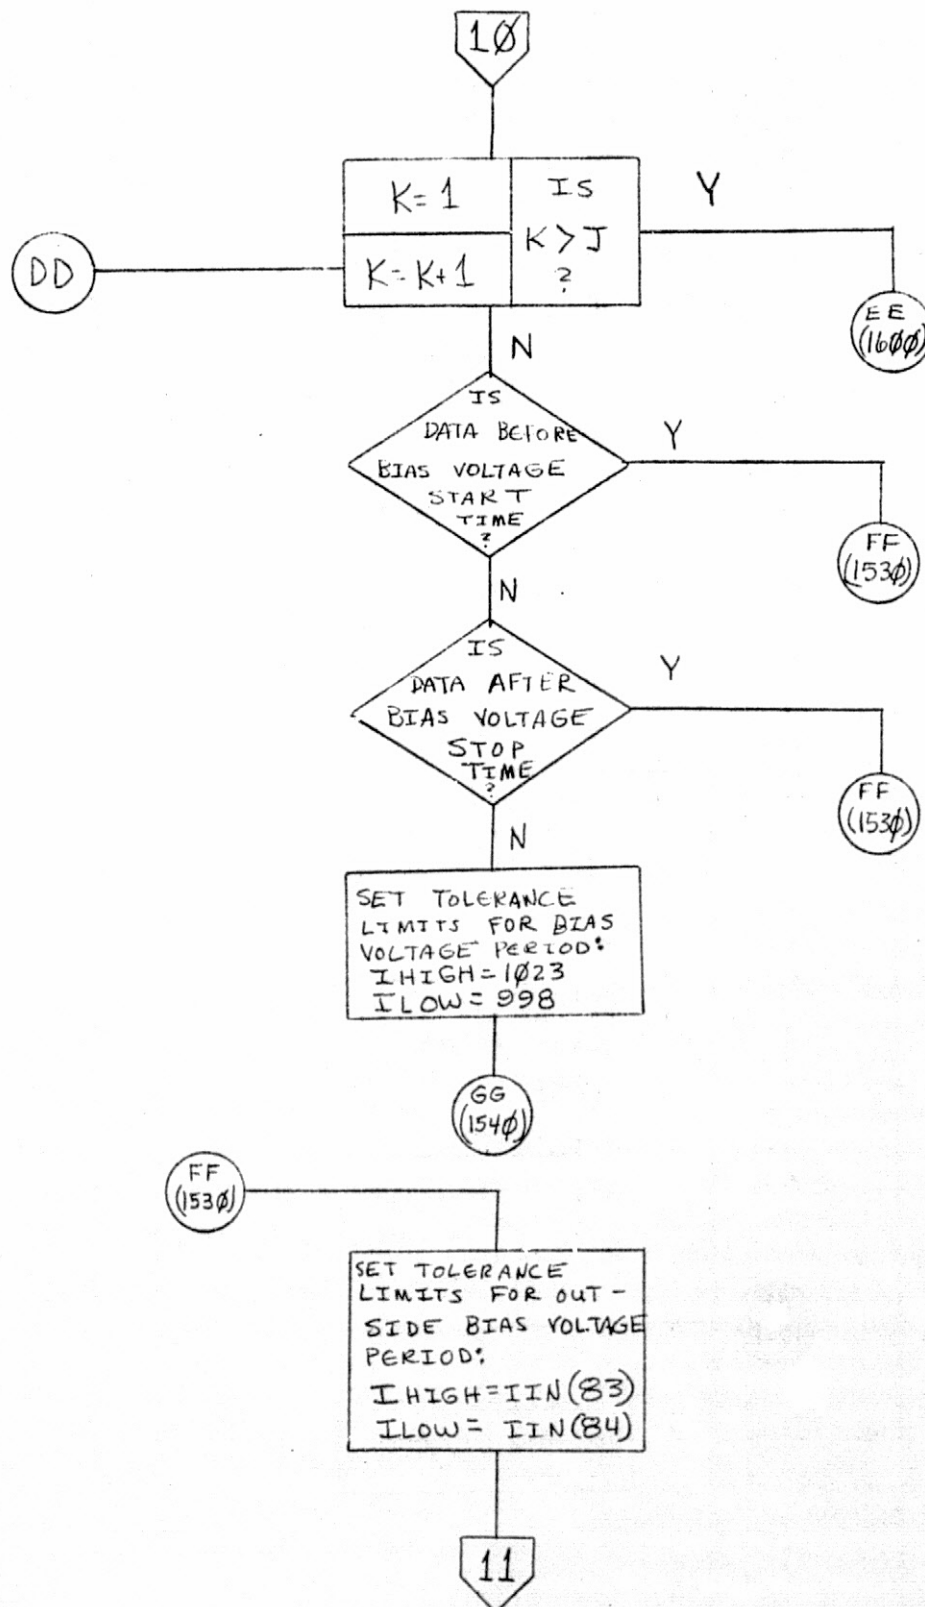 10
K=1
K=K+1
IS
K>J
?
Y
DD
EE
(1600)
N
IS
DATA BEFORE
BIAS VOLTAGE
START
TIME
?
Y
FF
(1530)
N
IS
DATA AFTER
BIAS VOLTAGE
STOP
TIME
?
Y
FF
(1530)
N
SET TOLERANCE
LIMITS FOR BIAS
VOLTAGE PERIOD:
IHIGH=1023
ILOW=998
GG
(1540)
FF
(1530)
SET TOLERANCE
LIMITS FOR OUT-
SIDE BIAS VOLTAGE
PERIOD:
IHIGH=IIN(83)
ILOW= IIN(84)
11